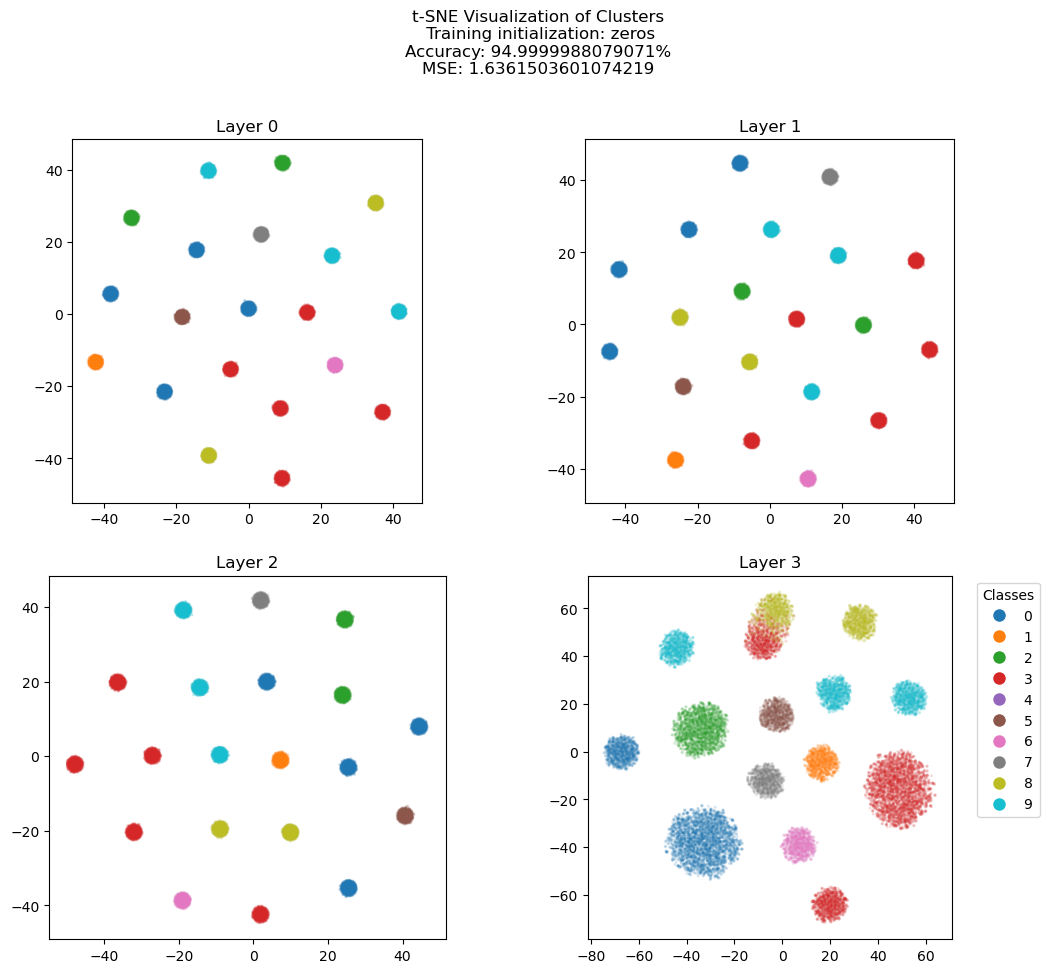 t-SNE Visualization of Clusters
Training initialization: zeros
Accuracy: 94.9999988079071%
MSE: 1.6361503601074219
Layer 0
40
20
0
−20
−40
−40 −20 0 20 40
Layer 1
40
20
0
−20
−40
−40 −20 0 20 40
Layer 2
40
20
0
−20
−40
−40 −20 0 20 40
Layer 3
60
40
20
0
−20
−40
−60
−80 −60 −40 −20 0 20 40 60
Classes
0
1
2
3
4
5
6
7
8
9